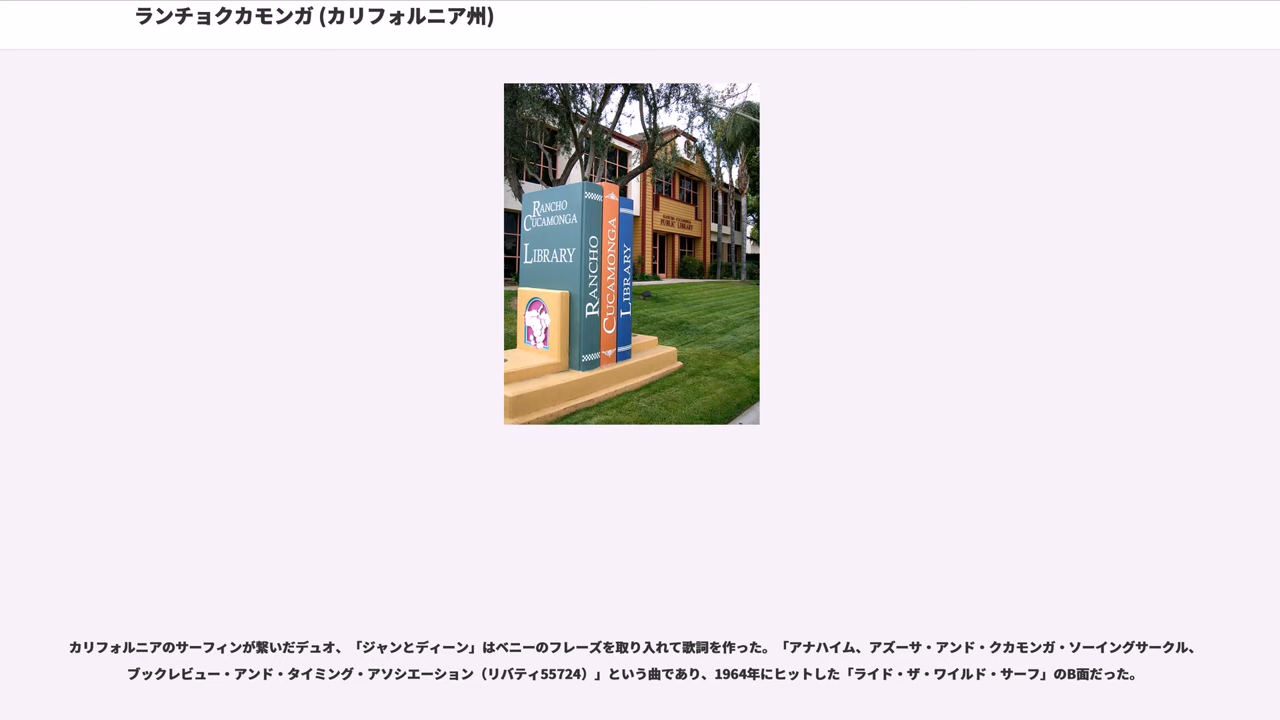 ランチョクカモンガ (カリフォルニア州)
RANCHO
CUCAMONGA
LIBRARY
RANCHO
CUCAMONGA
LIBRARY
RANCHO CUCAMONGA
PUBLIC LIBRARY
カリフォルニアのサーフィンが繋いだデュオ、「ジャンとディーン」はベニーのフレーズを取り入れて歌詞を作った。「アナハイム、アズーサ・アンド・クカモンガ・ソーイングサークル、
ブックレビュー・アンド・タイミング・アソシエーション（リバティ55724）」という曲であり、1964年にヒットした「ライド・ザ・ワイルド・サーフ」のB面だった。